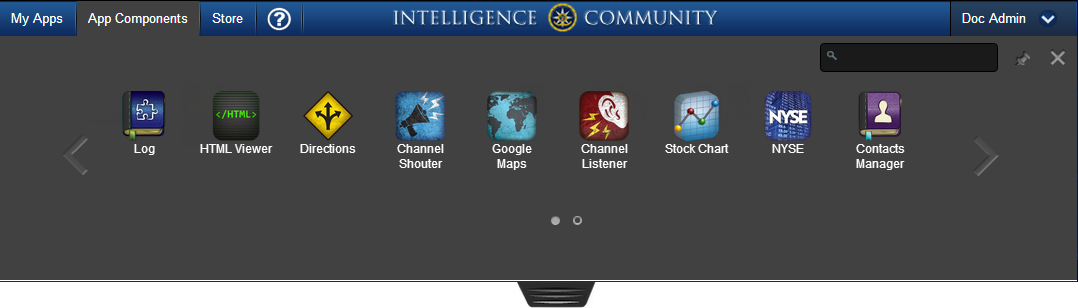 My Apps App Components Store ? INTELLIGENCE COMMUNITY Doc Admin
</HTML> NYSE
Log HTML Viewer Directions Channel Shouter Google Maps Channel Listener Stock Chart NYSE Contacts Manager